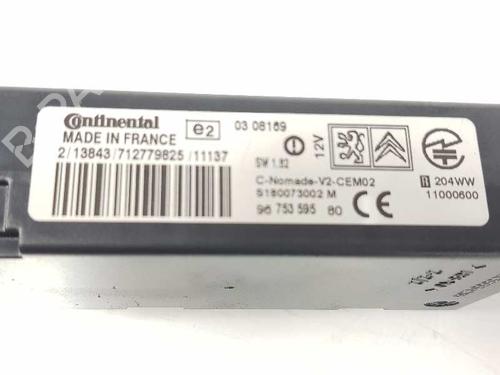 Continental
MADE IN FRANCE
e2
03 08169
2/13843/712779825/11137
SW 1.82
12V
C-Nomade-V2-CEM02
S180073002 M
96 753 595 80
CE
R 204WW
11000600